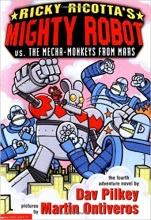 RICKY RICOTTA'S
MIGHTY ROBOT
VS. THE MECHA-MONKEYS FROM MARS
the fourth
adventure novel by
Dav Pilkey
pictures by
Martin Ontiveros